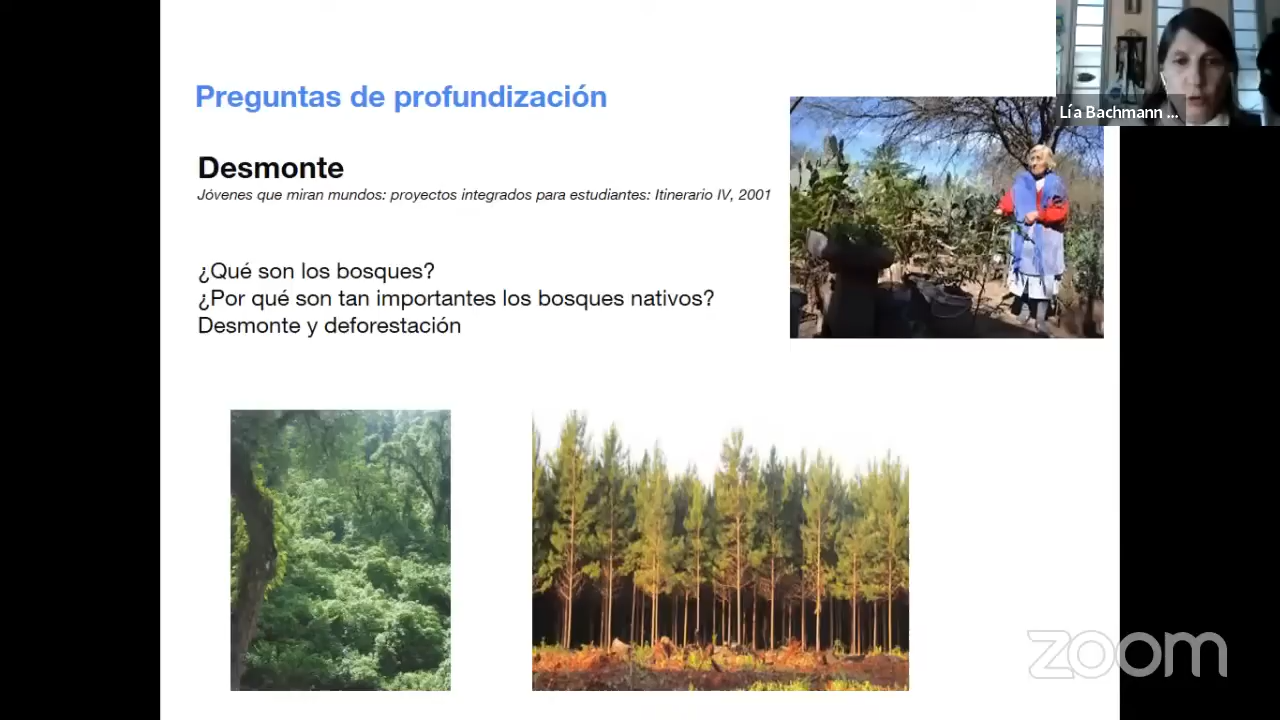 Preguntas de profundización
Lía Bachmann ...
Desmonte
Jóvenes que miran mundos: proyectos integrados para estudiantes: Itinerario IV, 2001
¿Qué son los bosques?
¿Por qué son tan importantes los bosques nativos?
Desmonte y deforestación
zoom